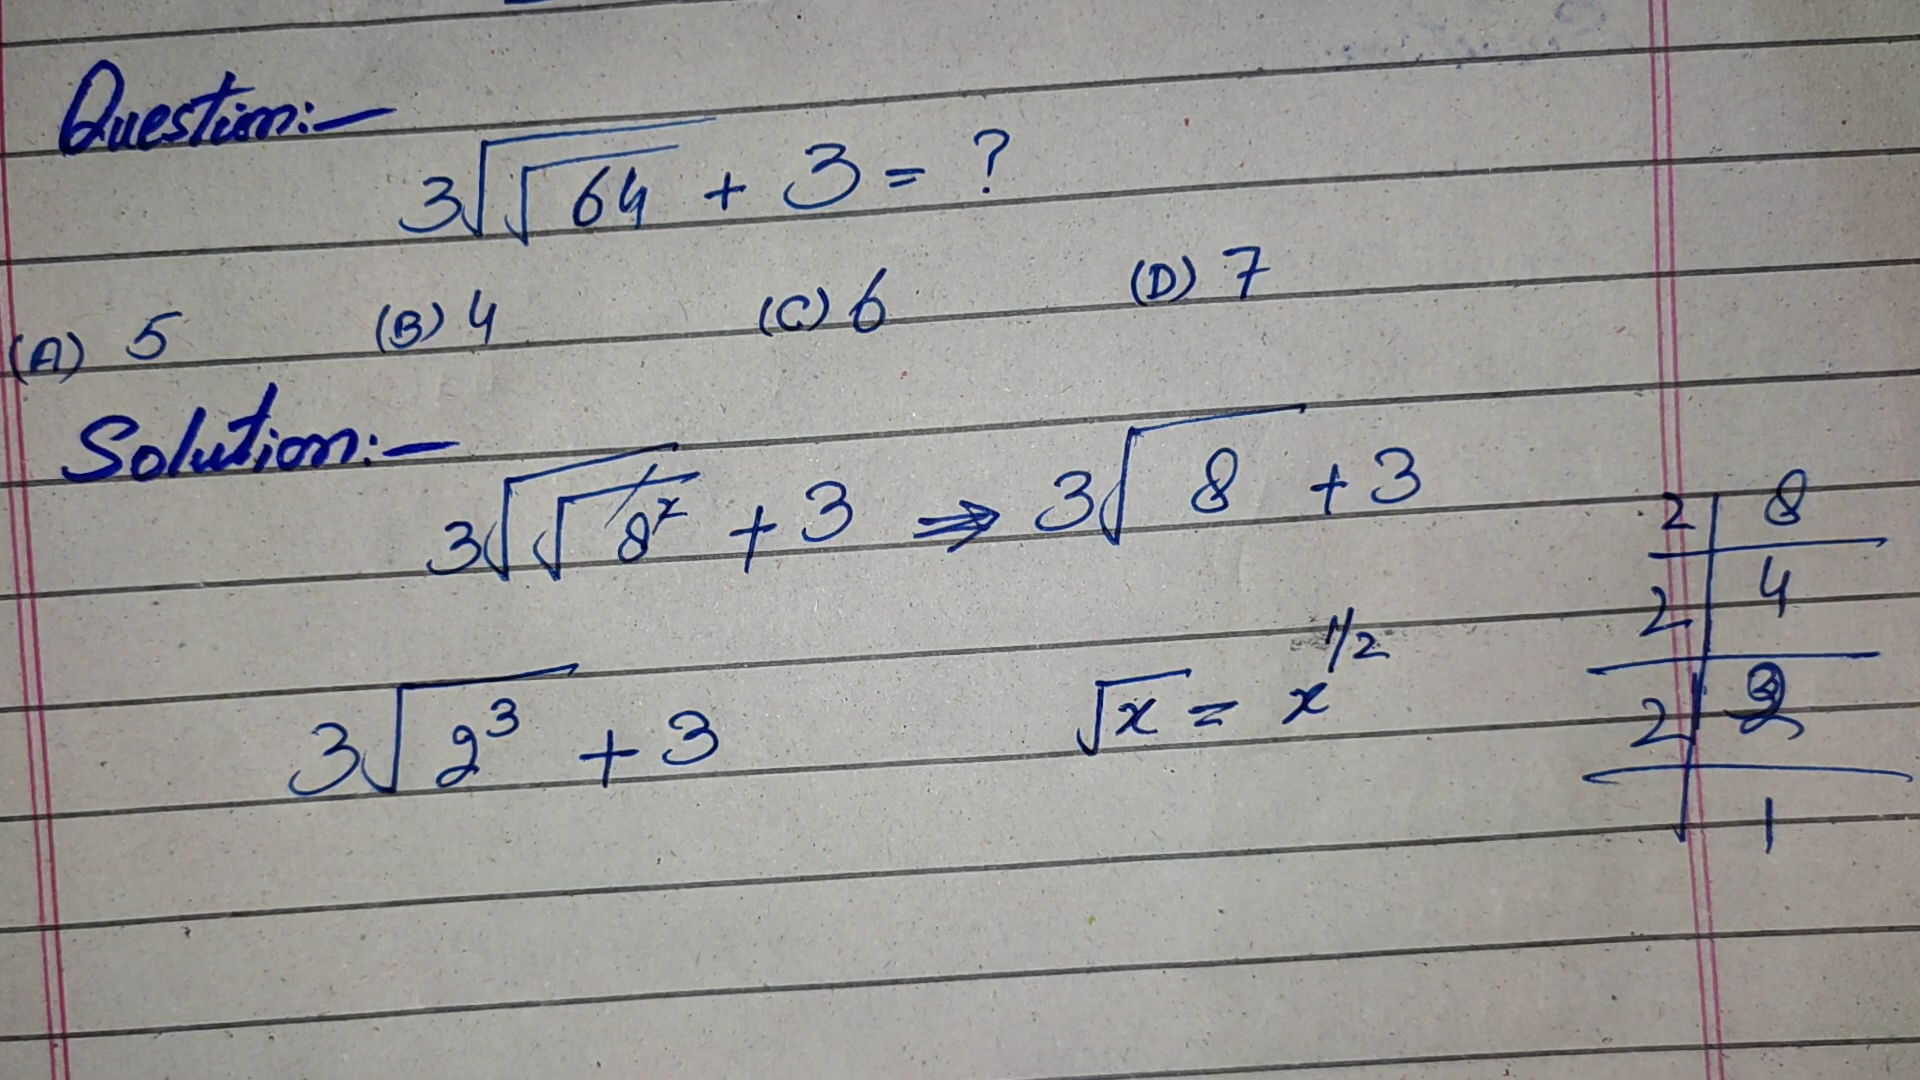 Question:-
3√√64 + 3 = ?
(A) 5 (B) 4 (C) 6 (D) 7
Solution:-
3√√8² + 3 ⇒ 3√8 + 3
3√2³ + 3 √x = x^1/2
2 | 8
2 | 4
2 | 2
1